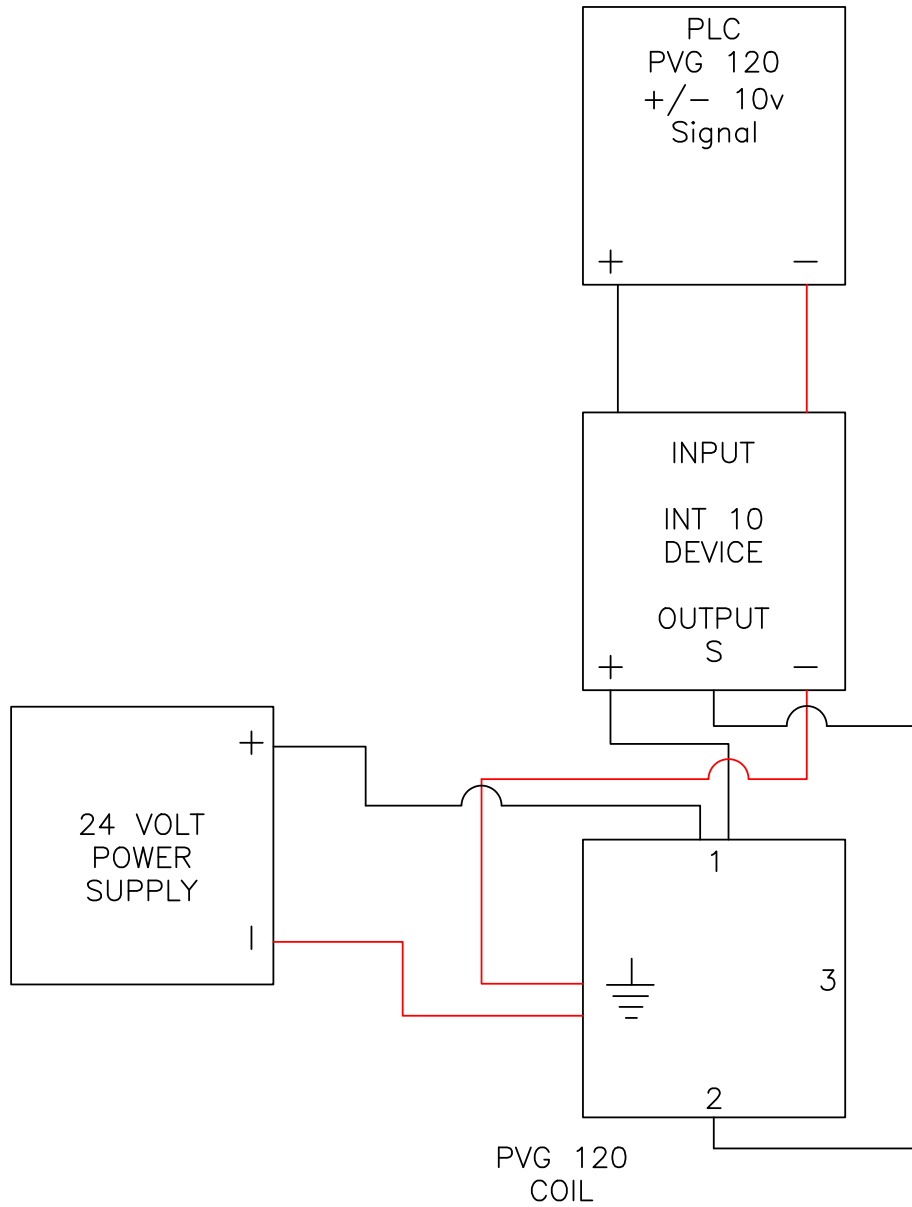 PLC
PVG 120
+/− 10v
Signal
+ −
INPUT
INT 10
DEVICE
OUTPUT
S
+ −
+
24 VOLT
POWER
SUPPLY
|
1
3
2
PVG 120
COIL